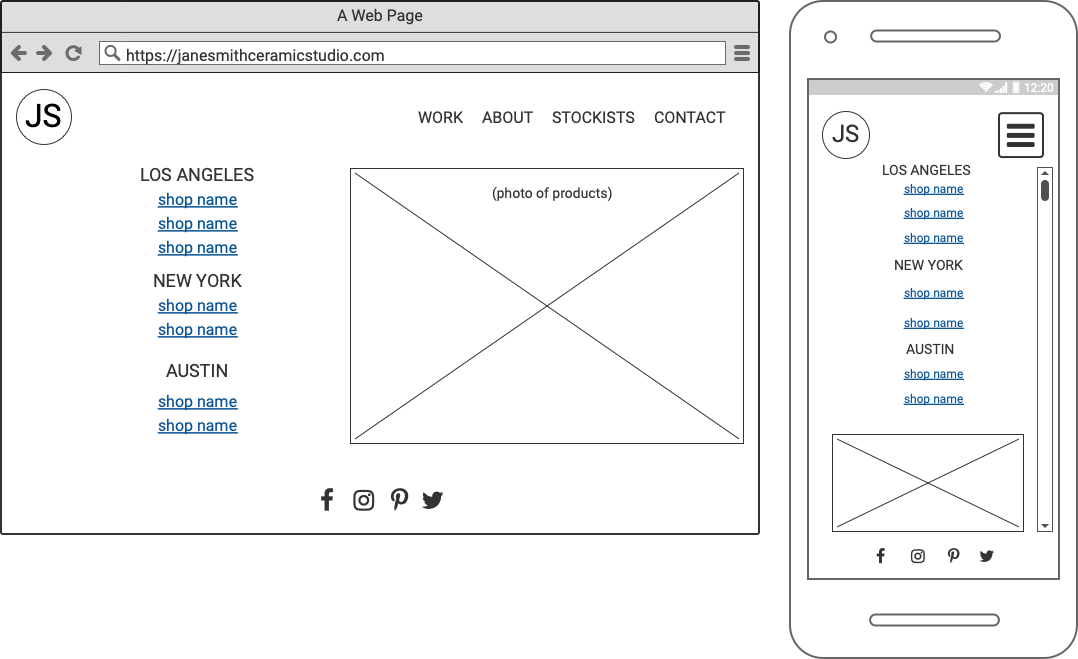 A Web Page
https://janesmithceramicstudio.com
JS
WORK ABOUT STOCKISTS CONTACT
LOS ANGELES
shop name
shop name
shop name
NEW YORK
shop name
shop name
AUSTIN
shop name
shop name
(photo of products)
12:20
JS
LOS ANGELES
shop name
shop name
shop name
NEW YORK
shop name
shop name
AUSTIN
shop name
shop name